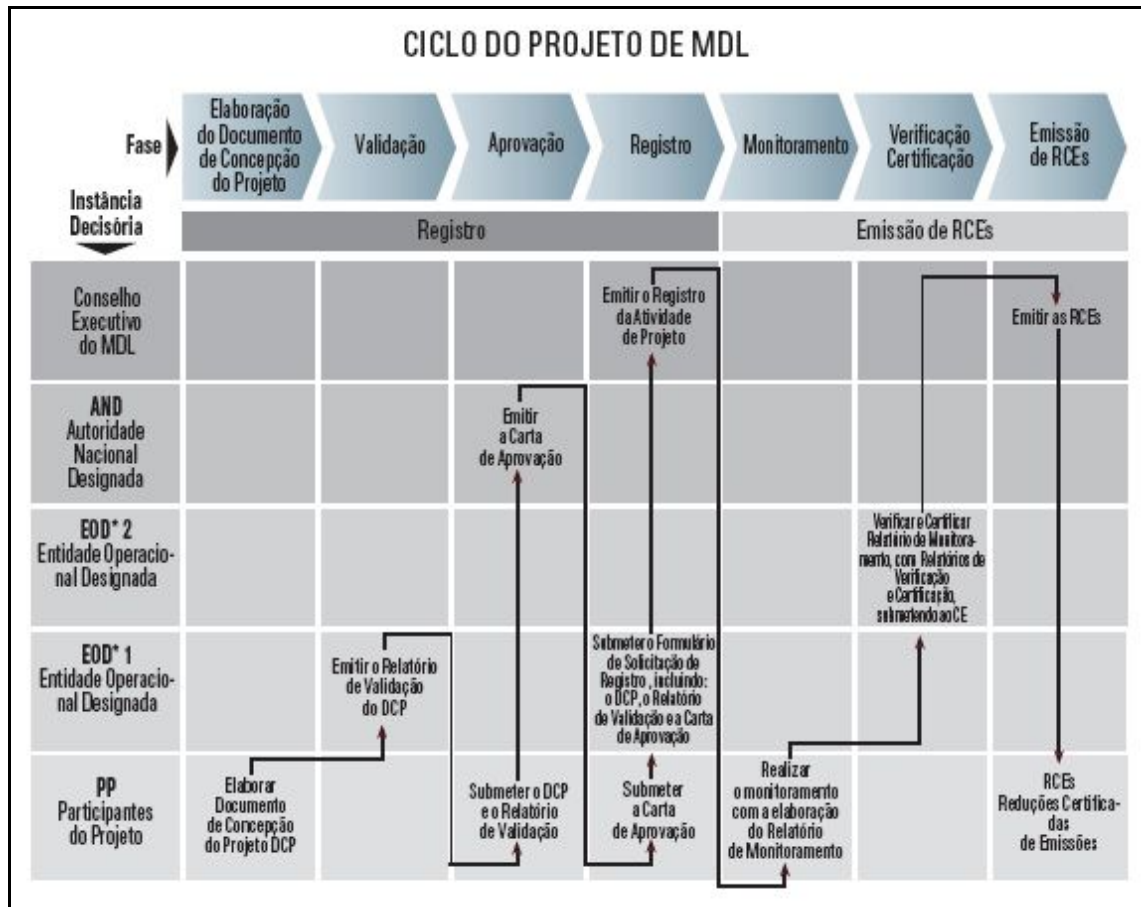 CICLO DO PROJETO DE MDL
Fase
Elaboração
do Documento
de Concepção
do Projeto
Validação
Aprovação
Registro
Monitoramento
Verificação
Certificação
Emissão
de RCEs
Instância
Decisória
Registro
Emissão de RCEs
Conselho
Executivo
do MDL
Emitir o Registro
da Atividade
de Projeto
Emitir as RCEs
AND
Autoridade
Nacional
Designada
Emitir
a Carta
de Aprovação
EOD* 2
Entidade Operacio-
nal Designada
Verificar e Certificar
Relatório de Monitora-
mento, com Relatórios de
Verificação
e Certificação,
submetendo ao CE
EOD* 1
Entidade Operacio-
nal Designada
Emitir o Relatório
de Validação
do DCP
Submeter o Formulário
de Solicitação de
Registro, incluindo:
o DCP, o Relatório
de Validação e a Carta
de Aprovação
PP
Participantes
do Projeto
Elaborar
Documento
de Concepção
do Projeto DCP
Submeter o DCP
e o Relatório
de Validação
Submeter
a Carta
de Aprovação
Realizar
o monitoramento
com a elaboração
do Relatório
de Monitoramento
RCEs
Reduções Certifica-
das
de Emissões